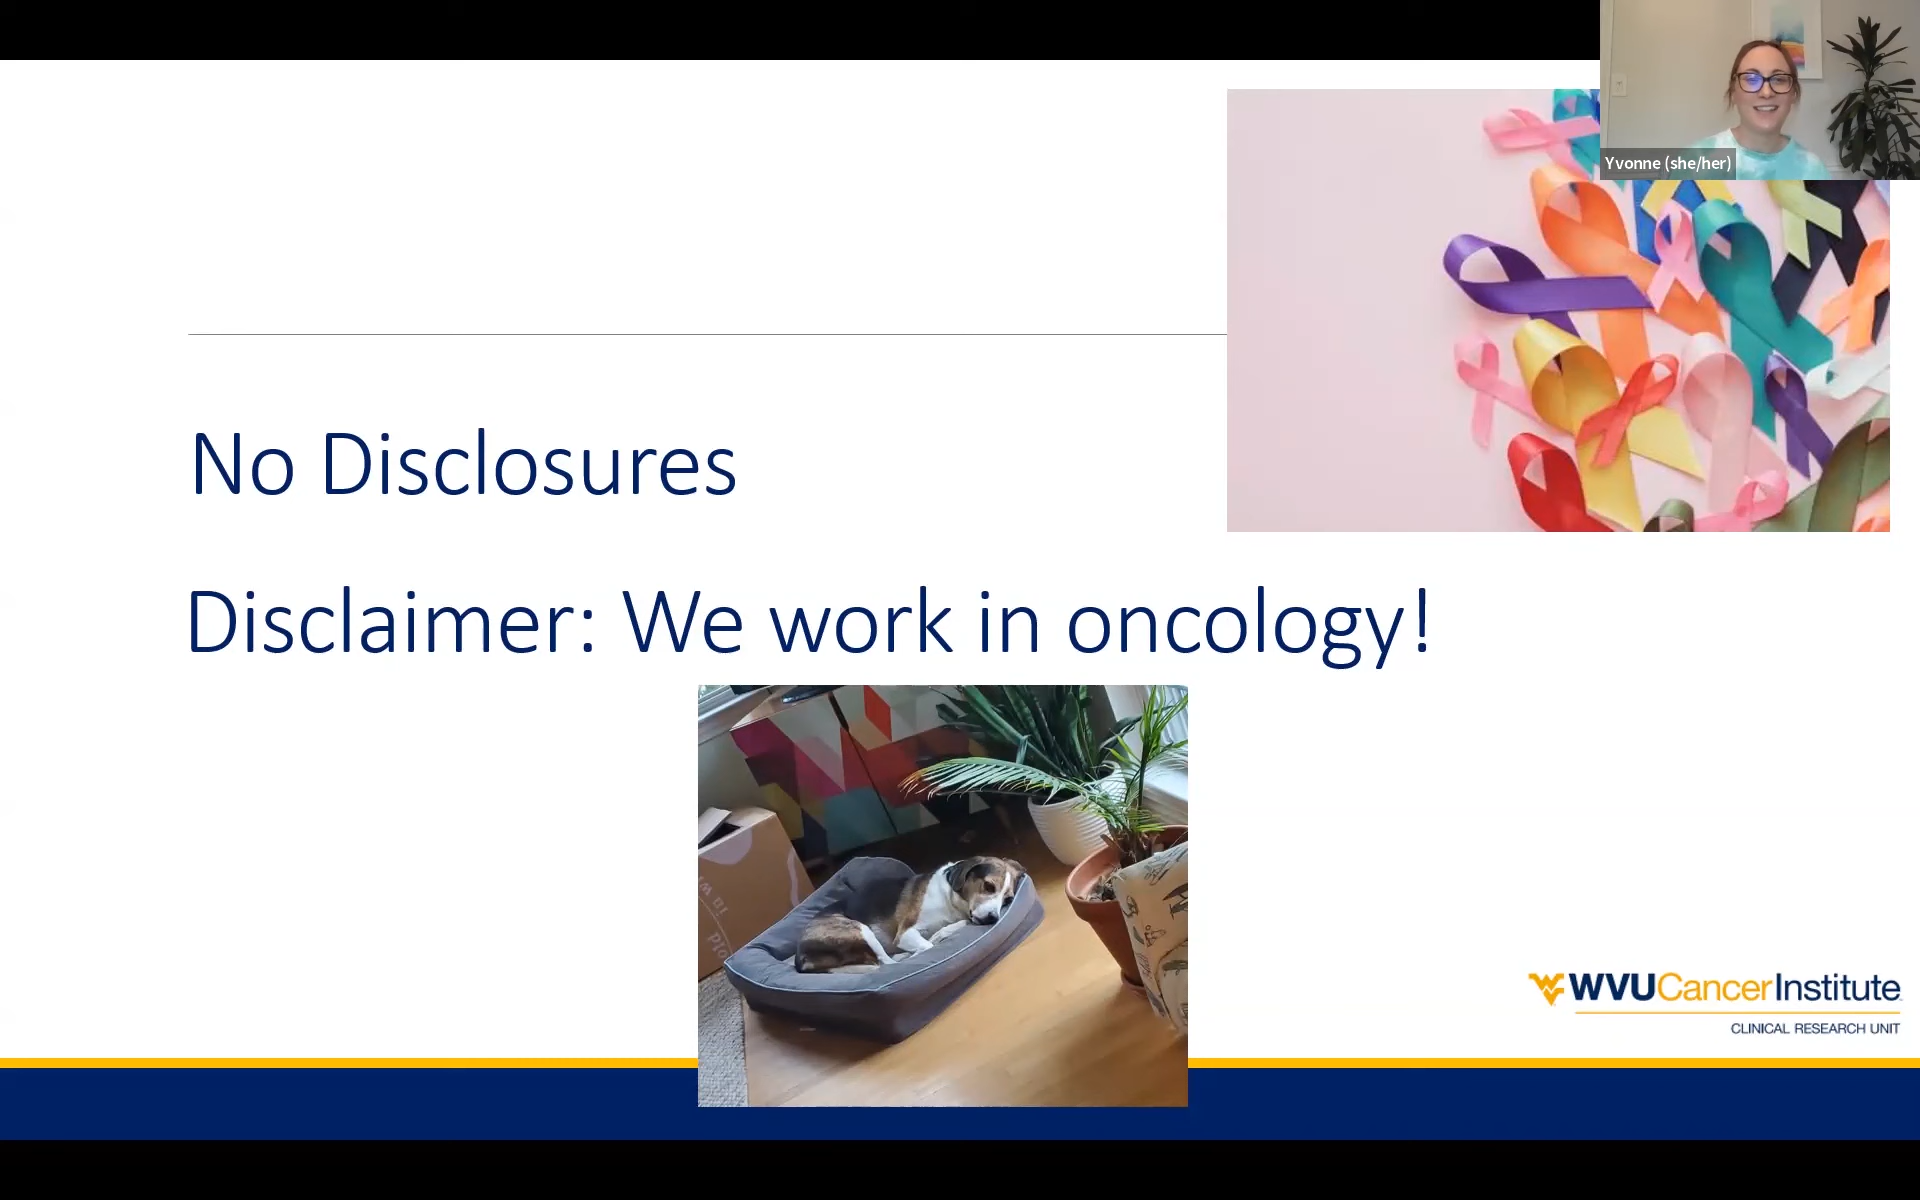 Yvonne (she/her)
No Disclosures
Disclaimer: We work in oncology!
WVUCancerInstitute
CLINICAL RESEARCH UNIT